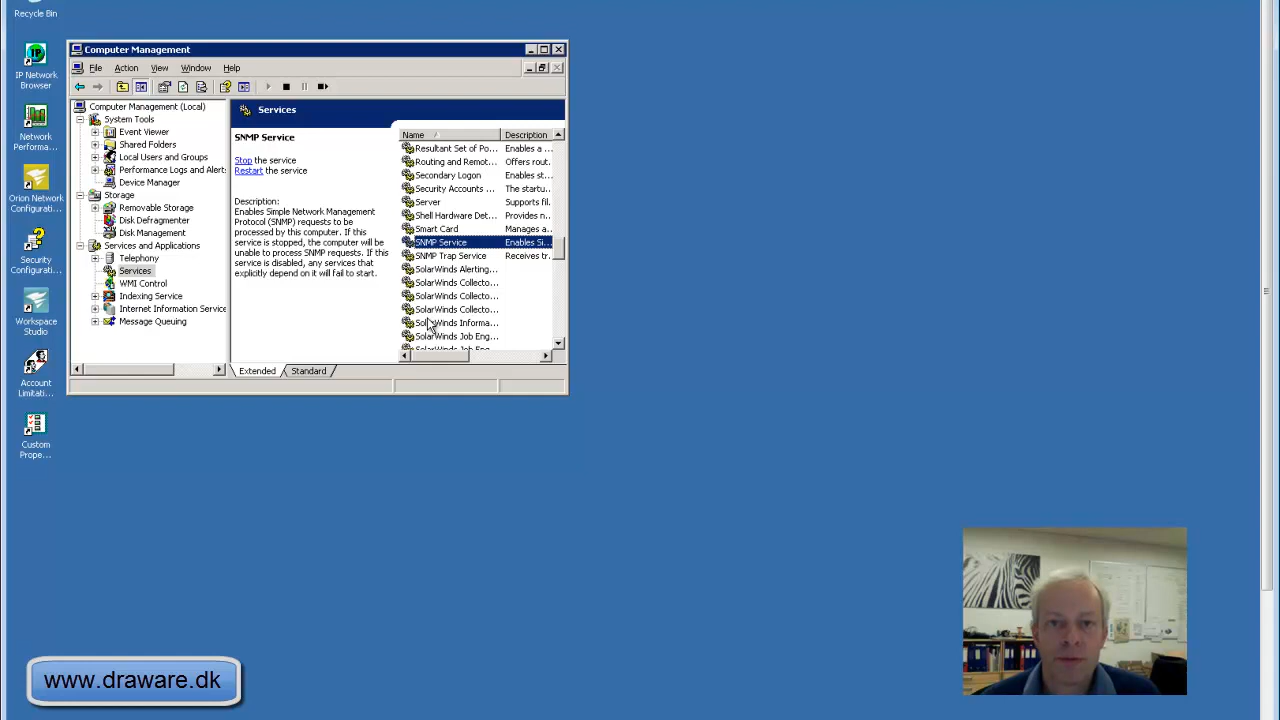 Recycle Bin
IP Network
Browser
Network
Performa...
Orion Network
Configurati...
Security
Configurati...
Workspace
Studio
Account
Limitati...
Custom
Prope...
Computer Management
File Action View Window Help
Computer Management (Local)
System Tools
Event Viewer
Shared Folders
Local Users and Groups
Performance Logs and Alert:
Device Manager
Storage
Removable Storage
Disk Defragmenter
Disk Management
Services and Applications
Telephony
Services
WMI Control
Indexing Service
Internet Information Service
Message Queuing
Services
SNMP Service
Stop the service
Restart the service
Description:
Enables Simple Network Management
Protocol (SNMP) requests to be
processed by this computer. If this
service is stopped, the computer will be
unable to process SNMP requests. If this
service is disabled, any services that
explicitly depend on it will fail to start.
Name Description
Resultant Set of Po... Enables a ...
Routing and Remot... Offers rout...
Secondary Logon Enables st...
Security Accounts ... The startu...
Server Supports fil...
Shell Hardware Det... Provides n...
Smart Card Manages a...
SNMP Service Enables Si...
SNMP Trap Service Receives tr...
SolarWinds Alerting...
SolarWinds Collecto...
SolarWinds Collecto...
SolarWinds Collecto...
SolarWinds Informa...
SolarWinds Job Eng...
SolarWinds Job Eng...
Extended Standard
www.draware.dk